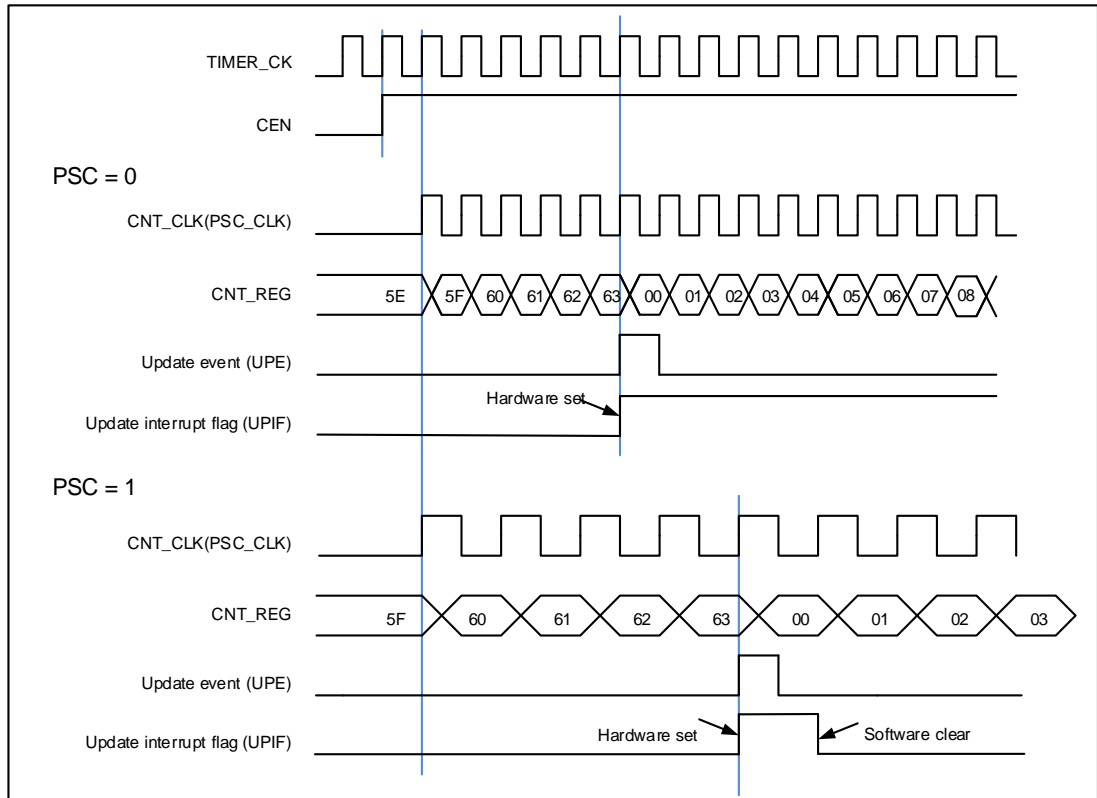 TIMER_CK
CEN
PSC = 0
CNT_CLK(PSC_CLK)
CNT_REG 5E 5F 60 61 62 63 00 01 02 03 04 05 06 07 08
Update event (UPE)
Hardware set
Update interrupt flag (UPIF)
PSC = 1
CNT_CLK(PSC_CLK)
CNT_REG 5F 60 61 62 63 00 01 02 03
Update event (UPE)
Hardware set Software clear
Update interrupt flag (UPIF)